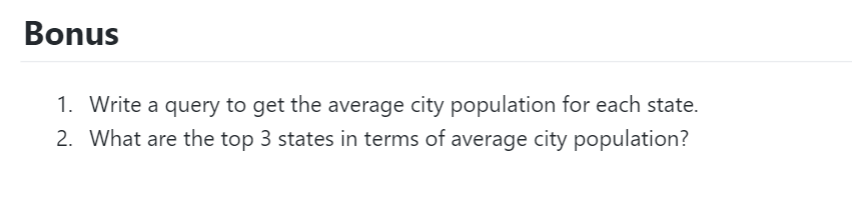 Bonus
1. Write a query to get the average city population for each state.
2. What are the top 3 states in terms of average city population?